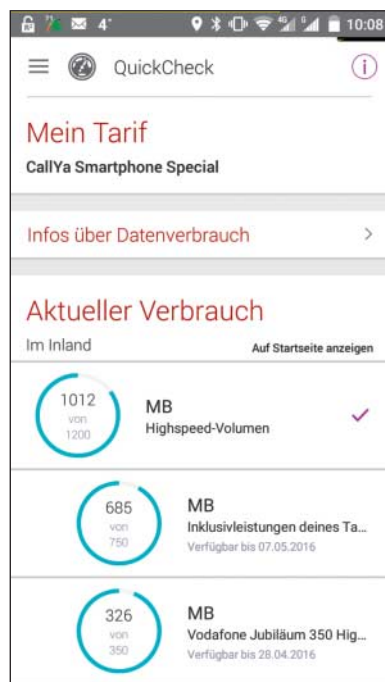 4°
10:08
QuickCheck
Mein Tarif
CallYa Smartphone Special
Infos über Datenverbrauch
Aktueller Verbrauch
Im Inland
Auf Startseite anzeigen
1012
von
1200
MB
Highspeed-Volumen
685
von
750
MB
Inklusivleistungen deines Ta...
Verfügbar bis 07.05.2016
326
von
350
MB
Vodafone Jubiläum 350 Hig...
Verfügbar bis 28.04.2016